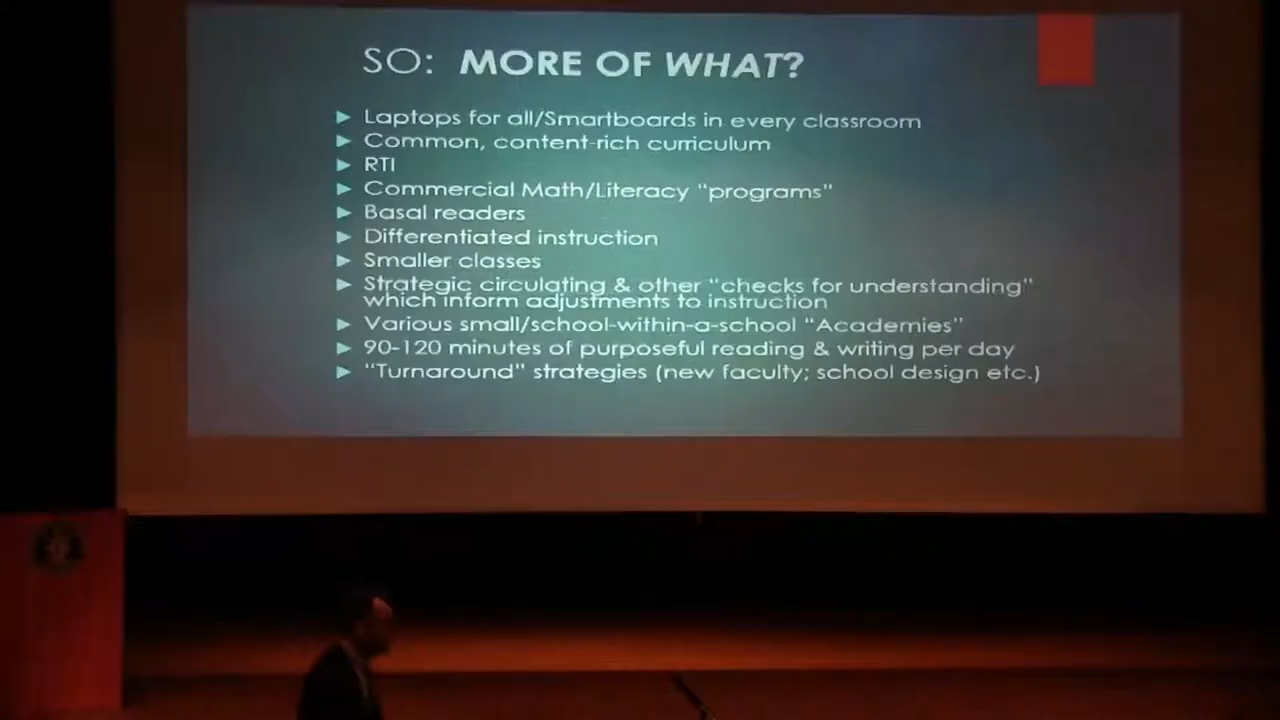 SO: MORE OF WHAT?
► Laptops for all/Smartboards in every classroom
► Common, content-rich curriculum
► RTI
► Commercial Math/Literacy "programs"
► Basal readers
► Differentiated instruction
► Smaller classes
► Strategic circulating & other "checks for understanding"
which inform adjustments to instruction
► Various small/school-within-a-school "Academies"
► 90-120 minutes of purposeful reading & writing per day
► "Turnaround" strategies (new faculty; school design etc.)